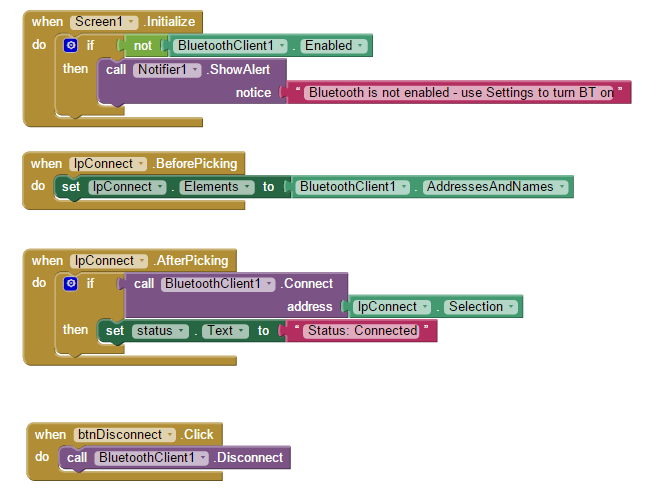 when Screen1 .Initialize
do if not BluetoothClient1 . Enabled
then call Notifier1 .ShowAlert
notice " Bluetooth is not enabled - use Settings to turn BT on "
when lpConnect .BeforePicking
do set lpConnect . Elements to BluetoothClient1 . AddressesAndNames
when lpConnect .AfterPicking
do if call BluetoothClient1 .Connect
address lpConnect . Selection
then set status . Text to " Status: Connected "
when btnDisconnect .Click
do call BluetoothClient1 .Disconnect